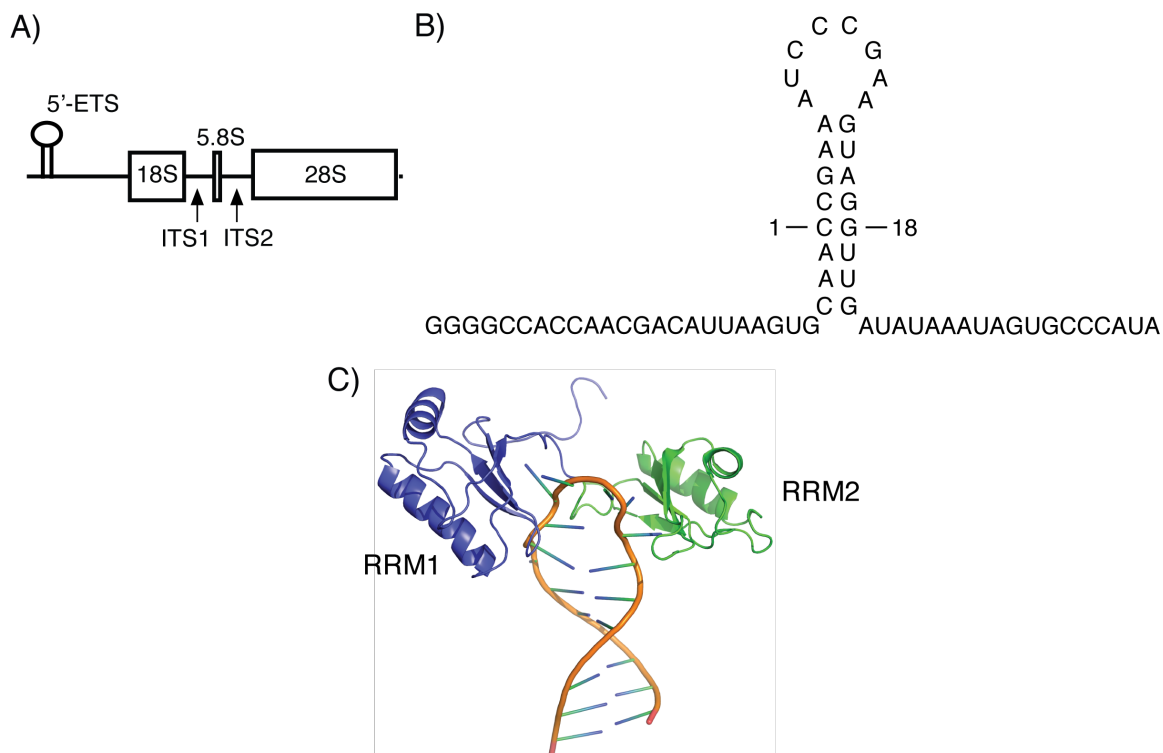 A)
5'-ETS
5.8S
18S
28S
ITS1 ITS2
B)
C C
C G
U A
A A
A G
A U
G A
C G
1 — C G — 18
A U
A U
C G
GGGGCCACCAACGACAUUAAGUG AUAUAAAUAGUGCCCAUA
C)
RRM2
RRM1